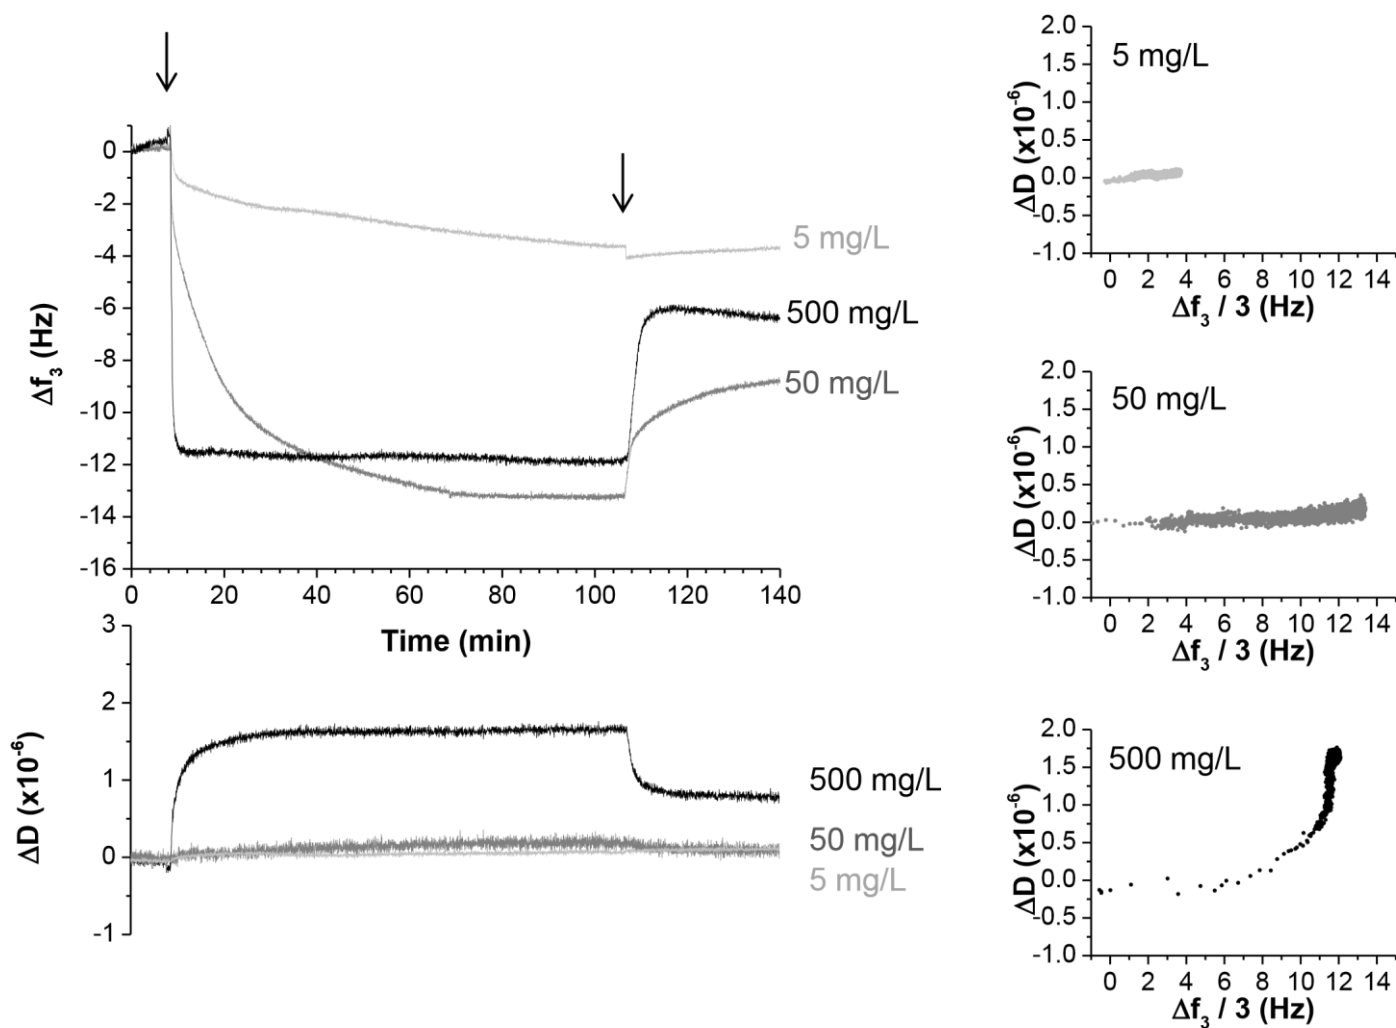 0
-2
-4
-6
-8
-10
-12
-14
-16
Δf₃ (Hz)
5 mg/L
500 mg/L
50 mg/L
0 20 40 60 80 100 120 140
Time (min)
3
2
1
0
-1
ΔD (x10⁻⁶)
500 mg/L
50 mg/L
5 mg/L
5 mg/L
2.0
1.5
1.0
0.5
0.0
-0.5
-1.0
ΔD (x10⁻⁶)
0 2 4 6 8 10 12 14
Δf₃ / 3 (Hz)
50 mg/L
2.0
1.5
1.0
0.5
0.0
-0.5
-1.0
ΔD (x10⁻⁶)
0 2 4 6 8 10 12 14
Δf₃ / 3 (Hz)
500 mg/L
2.0
1.5
1.0
0.5
0.0
-0.5
-1.0
ΔD (x10⁻⁶)
0 2 4 6 8 10 12 14
Δf₃ / 3 (Hz)